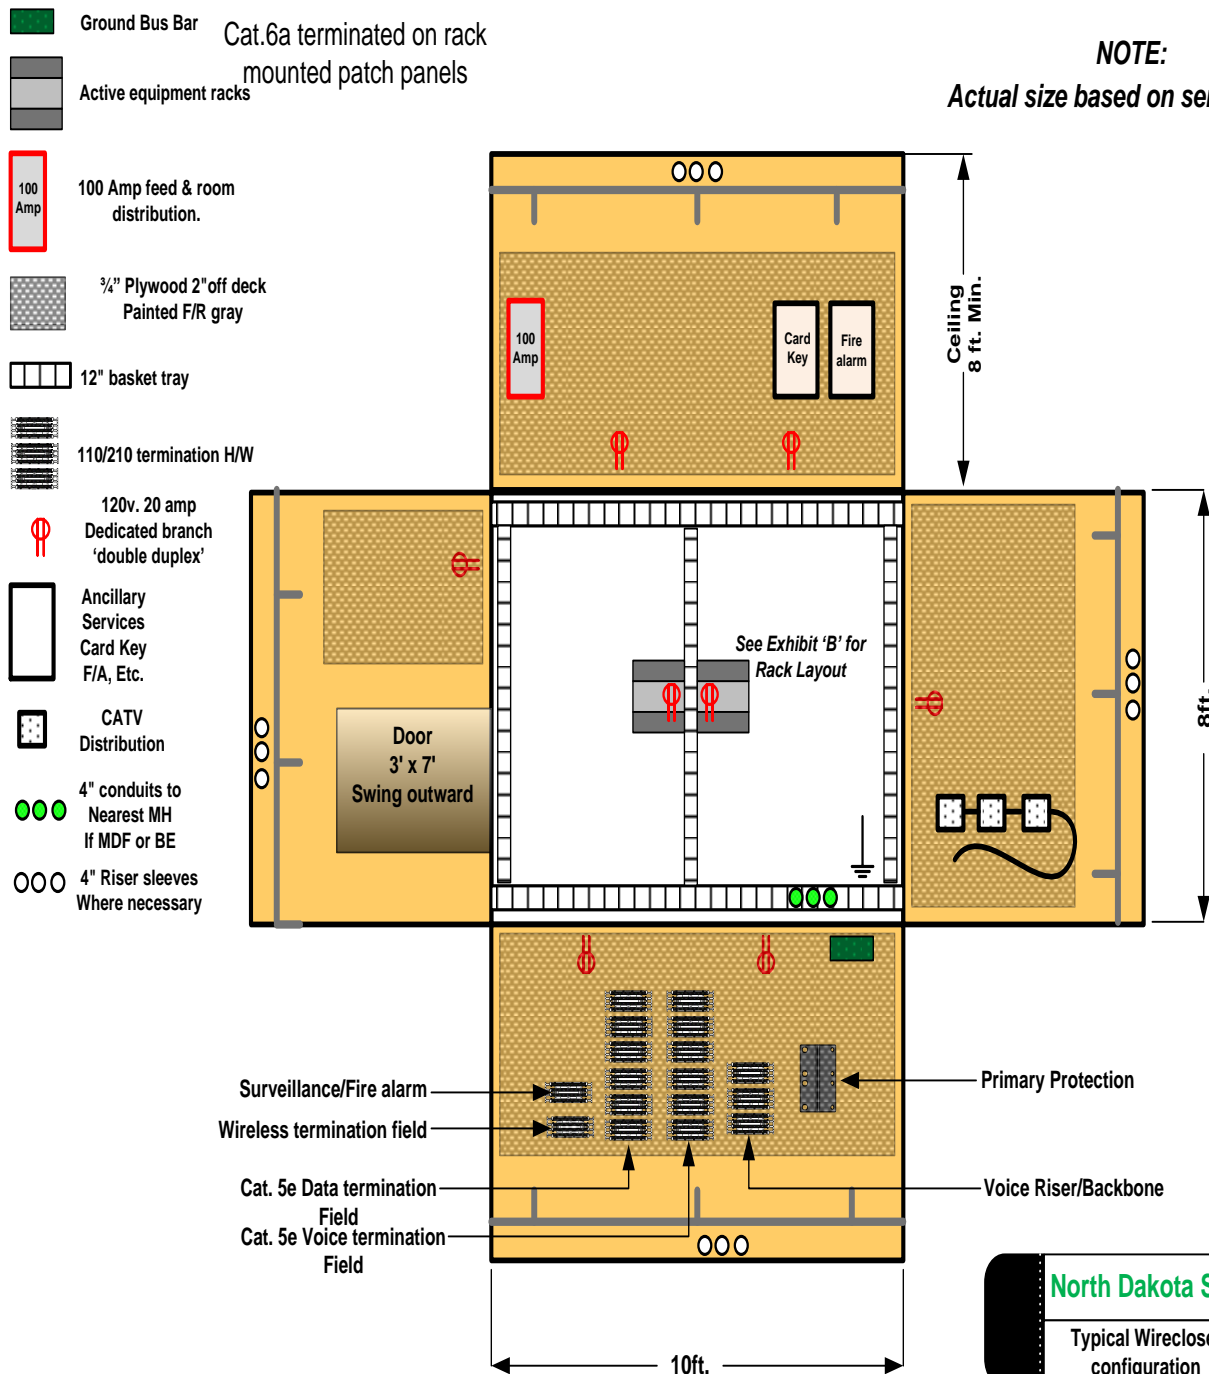 Ground Bus Bar
Cat.6a terminated on rack
mounted patch panels
Active equipment racks
100
Amp
100 Amp feed & room
distribution.
¾” Plywood 2"off deck
Painted F/R gray
12" basket tray
110/210 termination H/W
120v. 20 amp
Dedicated branch
‘double duplex’
Ancillary
Services
Card Key
F/A, Etc.
CATV
Distribution
4" conduits to
Nearest MH
If MDF or BE
4" Riser sleeves
Where necessary
NOTE:
Actual size based on
Ceiling
8 ft. Min.
100
Amp
Card
Key
Fire
alarm
See Exhibit ‘B’ for
Rack Layout
Door
3' x 7'
Swing outward
8ft.
Surveillance/Fire alarm
Wireless termination field
Cat. 5e Data termination
Field
Cat. 5e Voice termination
Field
Primary Protection
Voice Riser/Backbone
10ft.
North Dakota
Typical
configuration